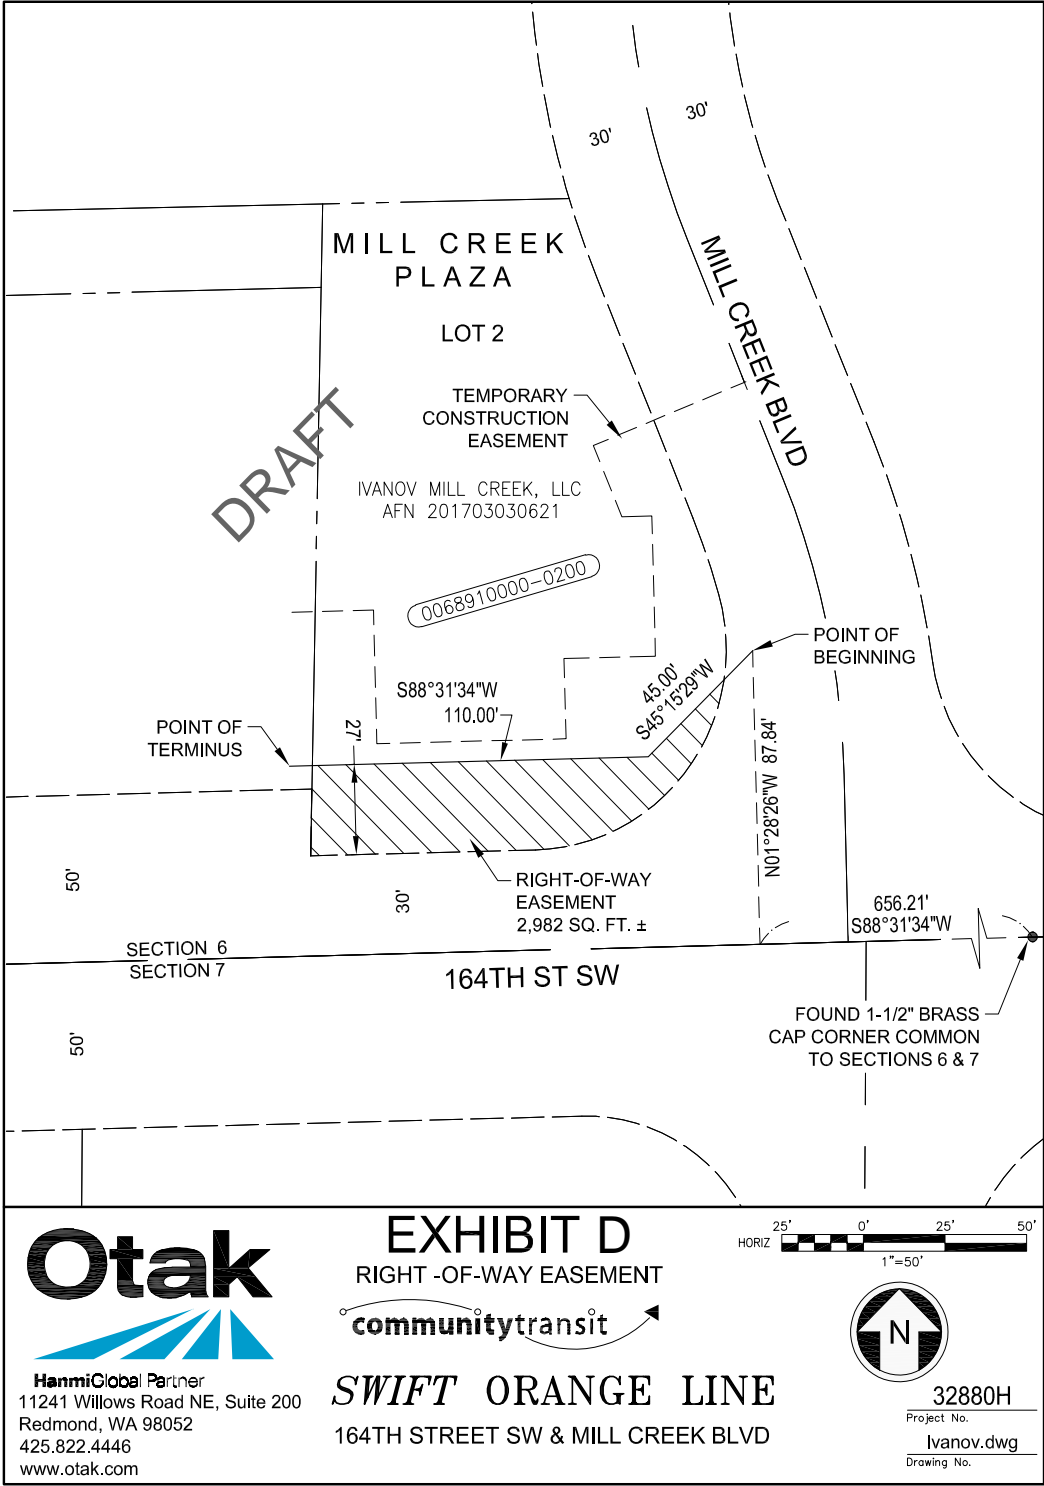 30'
30'
MILL CREEK
PLAZA
LOT 2
MILL CREEK BLVD
TEMPORARY
CONSTRUCTION
EASEMENT
DRAFT
IVANOV MILL CREEK, LLC
AFN 201703030621
0068910000-0200
POINT OF
BEGINNING
45.00'
S45°15'29"W
S88°31'34"W
110.00'
27'
POINT OF
TERMINUS
N01°28'26"W 87.84'
50'
30'
RIGHT-OF-WAY
EASEMENT
2,982 SQ. FT. ±
656.21'
S88°31'34"W
SECTION 6
SECTION 7
164TH ST SW
50'
FOUND 1-1/2" BRASS
CAP CORNER COMMON
TO SECTIONS 6 & 7
Otak
HanmiGlobal Partner
11241 Willows Road NE, Suite 200
Redmond, WA 98052
425.822.4446
www.otak.com
EXHIBIT D
RIGHT -OF-WAY EASEMENT
communitytransit
SWIFT ORANGE LINE
164TH STREET SW & MILL CREEK BLVD
25' 0' 25' 50'
HORIZ
1"=50'
N
32880H
Project No.
Ivanov.dwg
Drawing No.